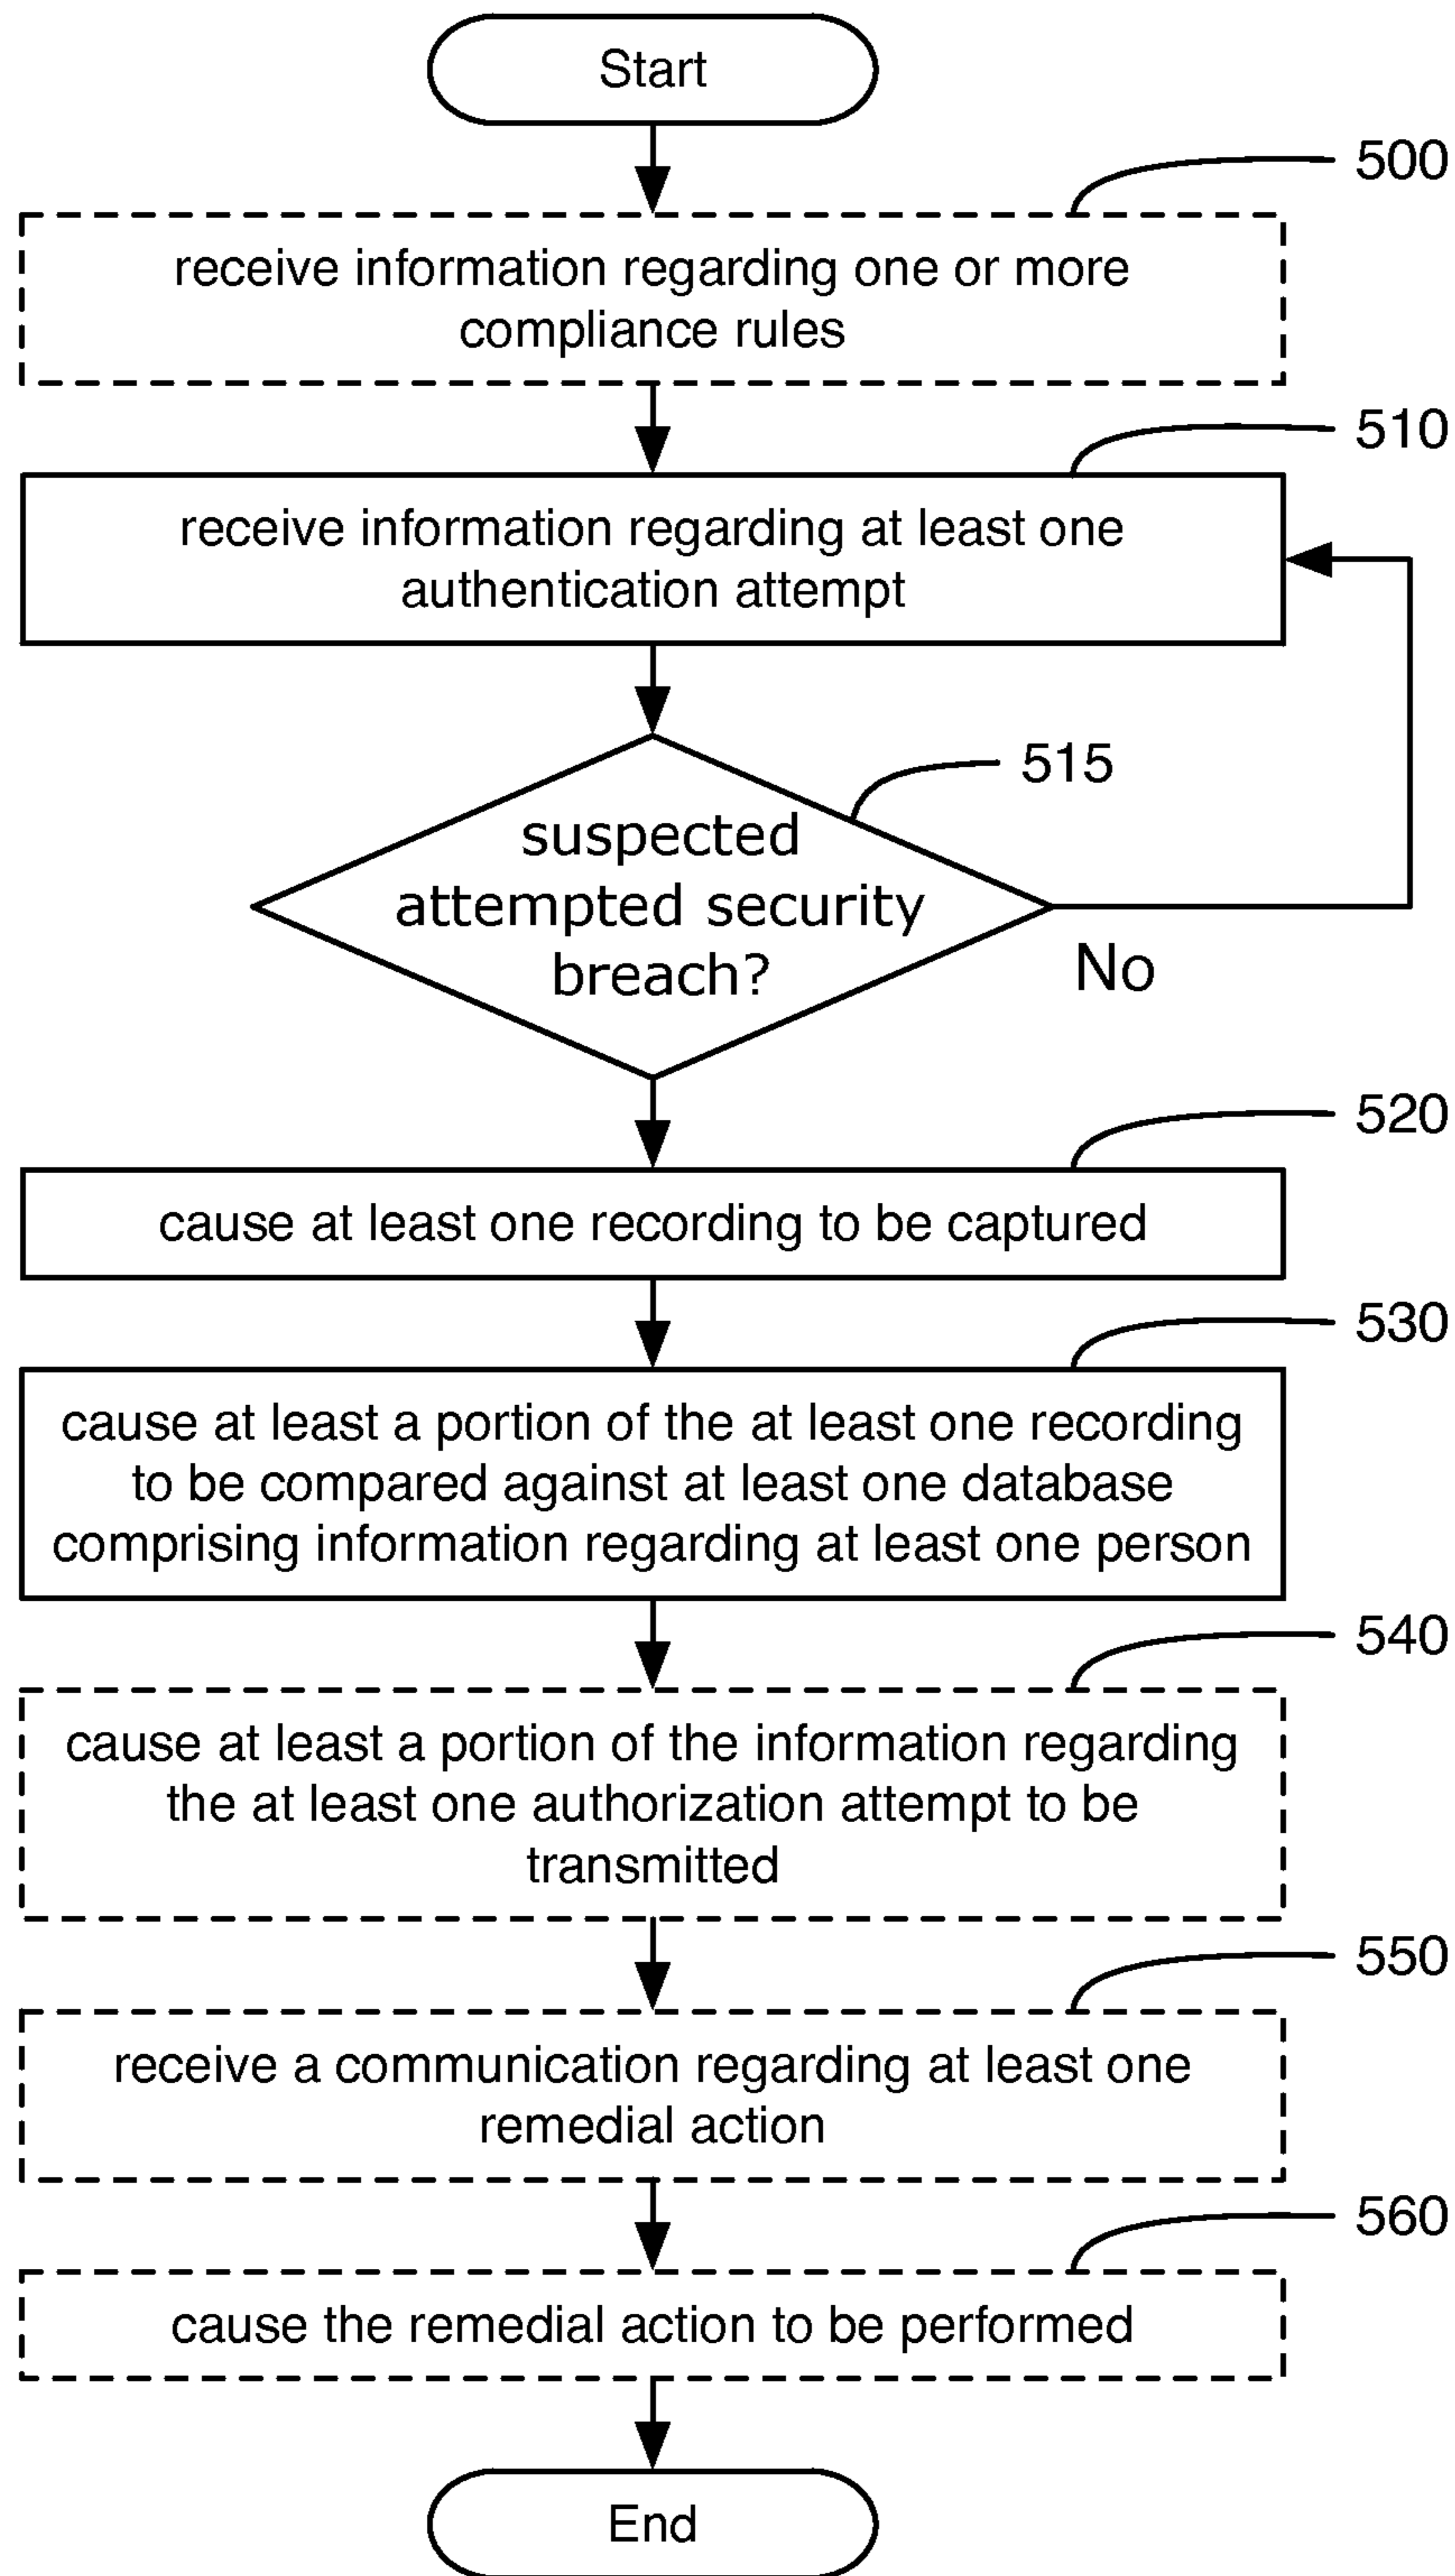 Start
500
receive information regarding one or more
compliance rules
510
receive information regarding at least one
authentication attempt
515
suspected
attempted security
breach?
No
520
cause at least one recording to be captured
530
cause at least a portion of the at least one recording
to be compared against at least one database
comprising information regarding at least one person
540
cause at least a portion of the information regarding
the at least one authorization attempt to be
transmitted
550
receive a communication regarding at least one
remedial action
560
cause the remedial action to be performed
End